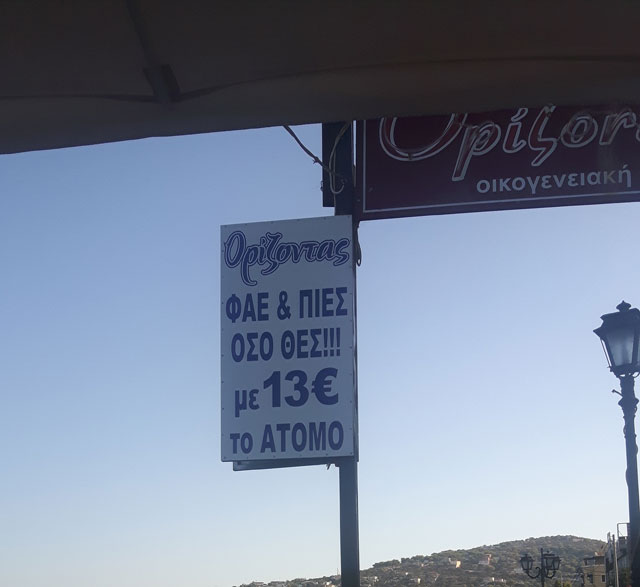 οικογενειακή
Ορίζοντας
ΦΑΕ & ΠΙΕΣ
ΟΣΟ ΘΕΣ!!!
με 13€
το ΑΤΟΜΟ